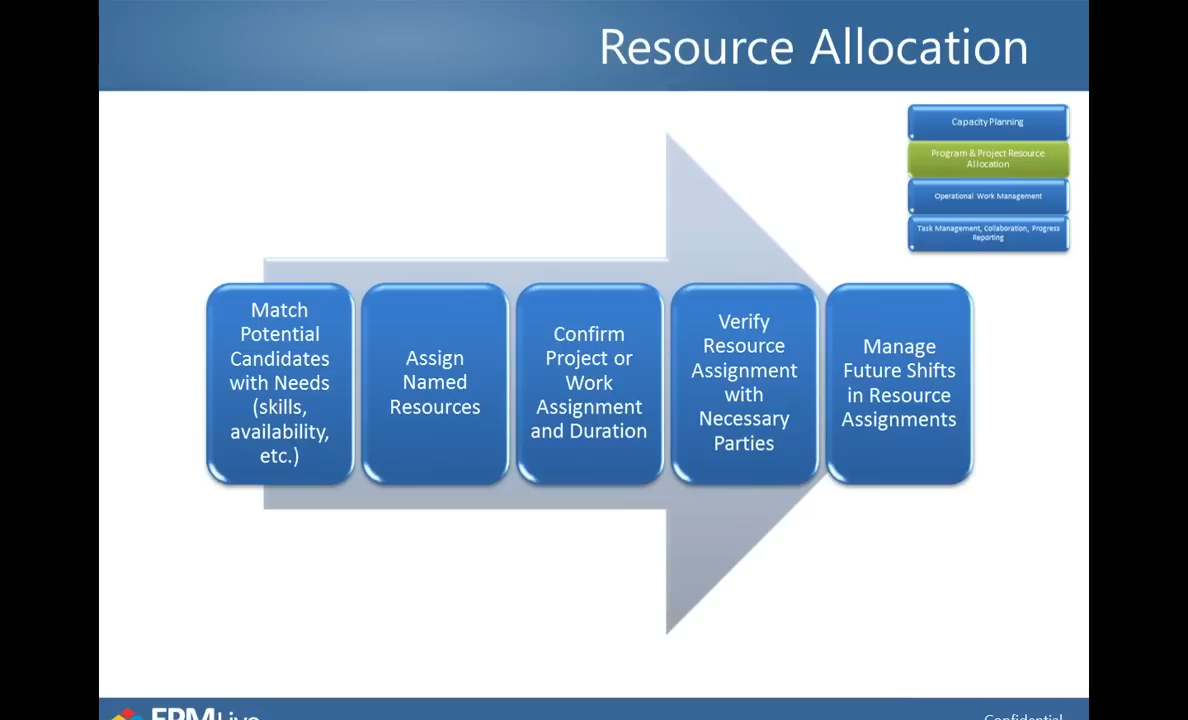 Resource Allocation
Capacity Planning
Program & Project Resource
Allocation
Operational Work Management
Task Management, Collaboration, Progress
Reporting
Match
Potential
Candidates
with Needs
(skills,
availability,
etc.)
Assign
Named
Resources
Confirm
Project or
Work
Assignment
and Duration
Verify
Resource
Assignment
with
Necessary
Parties
Manage
Future Shifts
in Resource
Assignments
EPMLive
Confidential